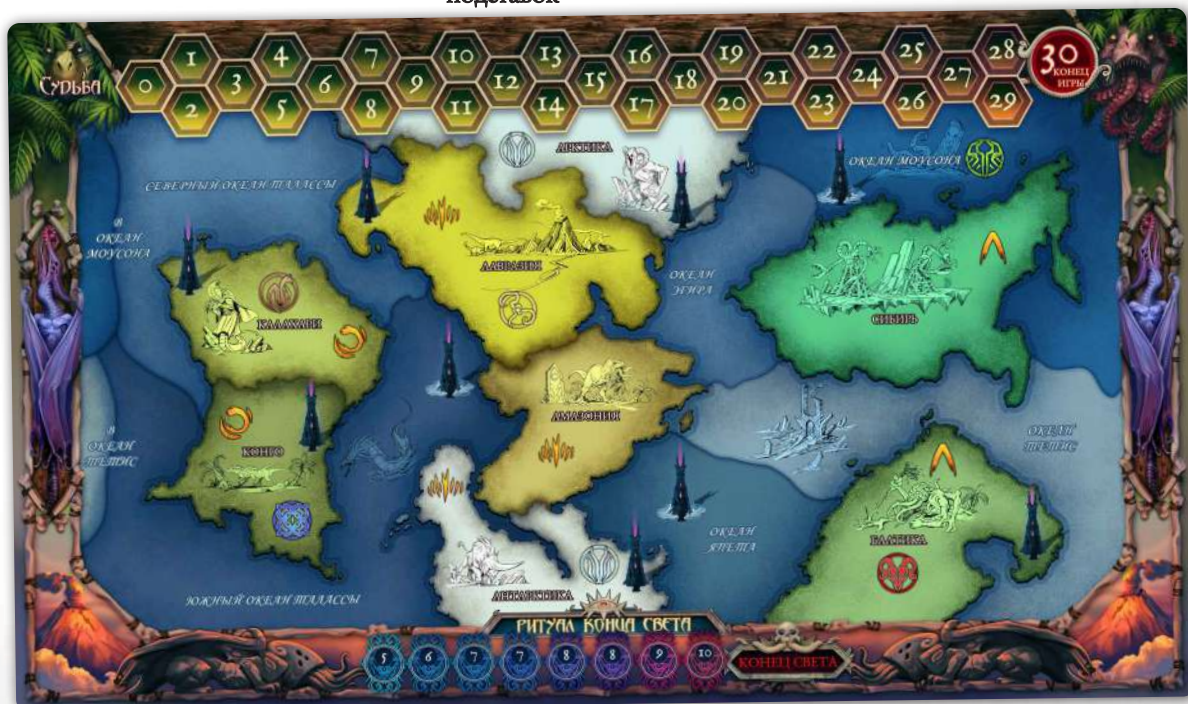 подставок
СУДЬБА
0
1
2
3
4
5
6
7
8
9
10
11
12
13
14
15
16
17
18
19
20
21
22
23
24
25
26
27
28
29
30
КОНЕЦ
ИГРЫ
АРКТИКА
ОКЕАН МОУСОНА
СЕВЕРНЫЙ ОКЕАН ТАЛАССЫ
В
ОКЕАН
МОУСОНА
ЛАВРАЗИЯ
ОКЕАН
ЭГИРА
СИБИРЬ
КАЛАХАРИ
АМАЗОНИЯ
В
ОКЕАН
ТЕТИС
КОНГО
ОКЕАН
ТЕТИС
ОКЕАН
ЯПЕТА
БАЛТИКА
АНТАРКТИКА
ЮЖНЫЙ ОКЕАН ТАЛАССЫ
РИТУАЛ КОНЦА СВЕТА
5 6 7 7 8 8 9 10
КОНЕЦ СВЕТА